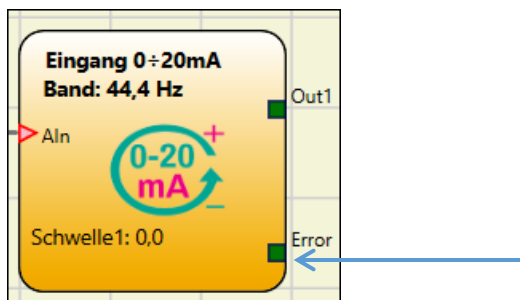 Eingang 0÷20mA
Band: 44,4 Hz
Out1
AIn
0-20
mA
+
−
Schwelle1: 0,0
Error